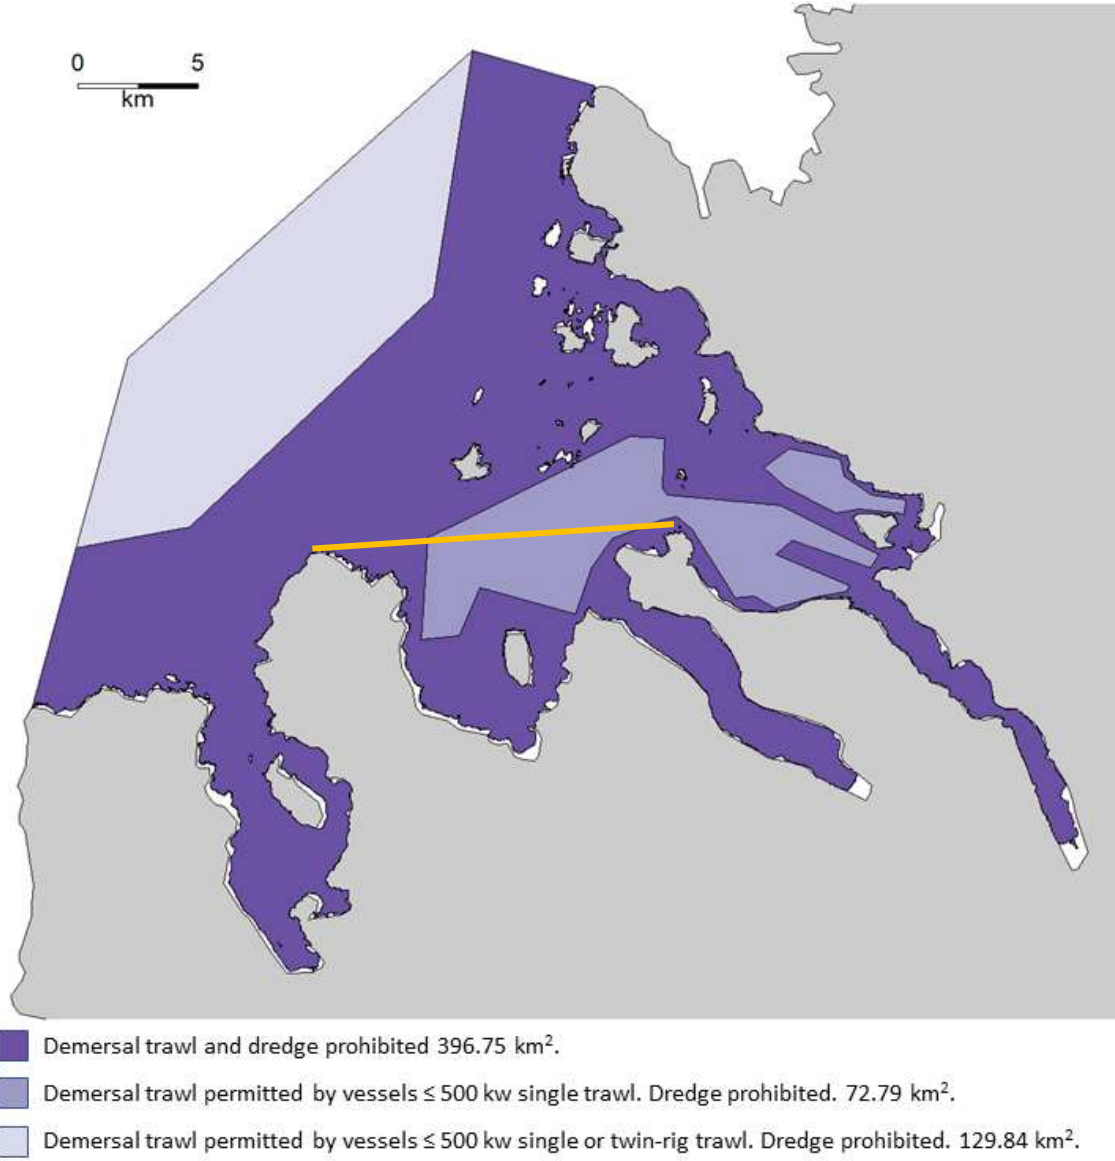 0 5
km
Demersal trawl and dredge prohibited 396.75 km².
Demersal trawl permitted by vessels ≤ 500 kw single trawl. Dredge prohibited. 72.79 km².
Demersal trawl permitted by vessels ≤ 500 kw single or twin-rig trawl. Dredge prohibited. 129.84 km².